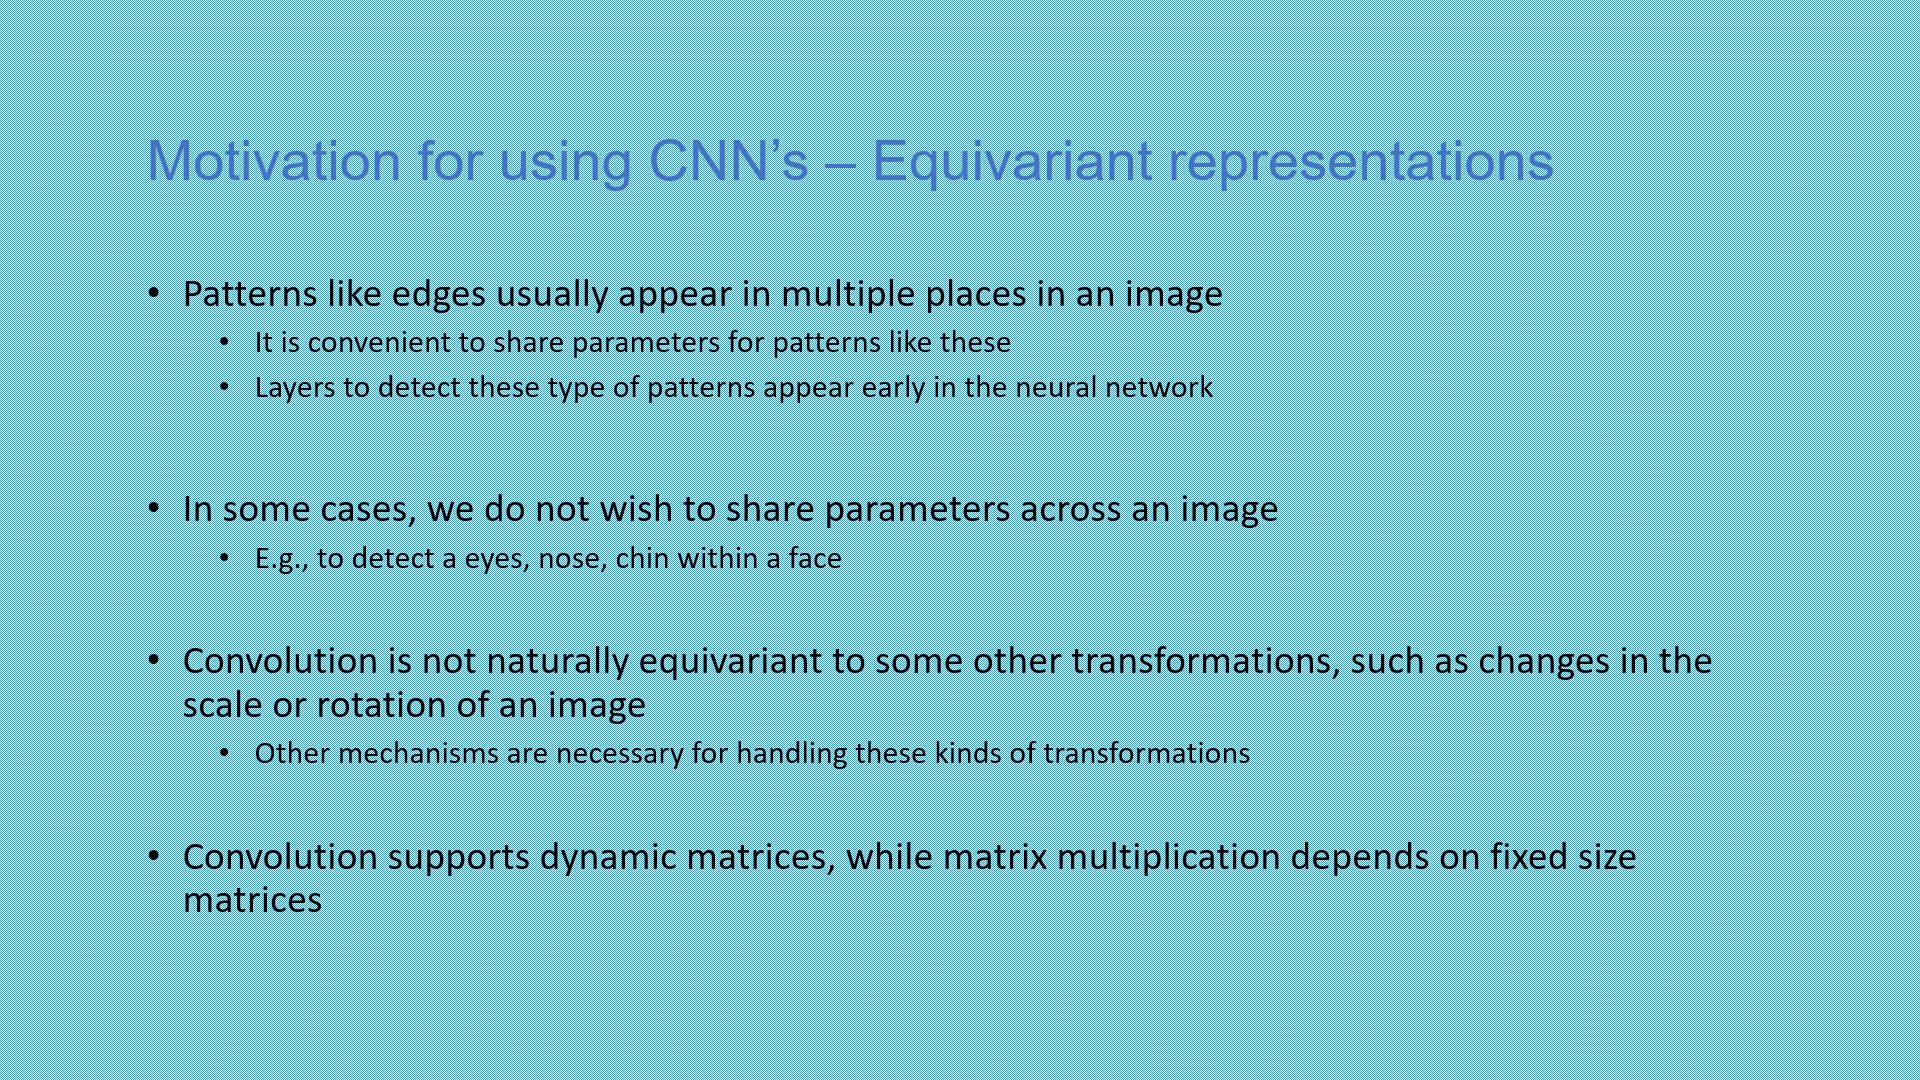 Motivation for using CNN’s – Equivariant representations
• Patterns like edges usually appear in multiple places in an image
• It is convenient to share parameters for patterns like these
• Layers to detect these type of patterns appear early in the neural network
• In some cases, we do not wish to share parameters across an image
• E.g., to detect a eyes, nose, chin within a face
• Convolution is not naturally equivariant to some other transformations, such as changes in the
scale or rotation of an image
• Other mechanisms are necessary for handling these kinds of transformations
• Convolution supports dynamic matrices, while matrix multiplication depends on fixed size
matrices